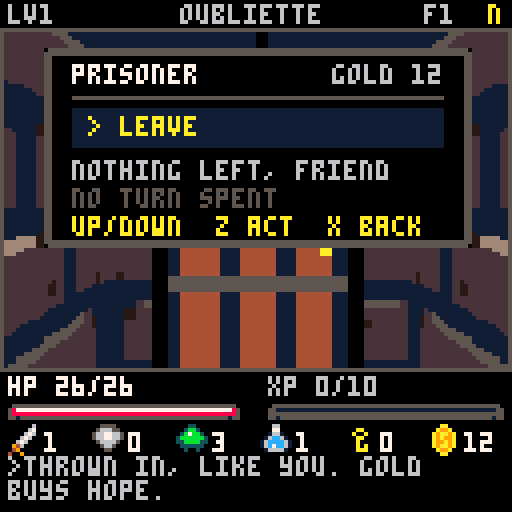 LV1 OUBLIETTE F1 N
PRISONER GOLD 12
> LEAVE
NOTHING LEFT, FRIEND
NO TURN SPENT
UP/DOWN Z ACT X BACK
HP 26/26 XP 0/10
1 0 3 1 0 12
>THROWN IN, LIKE YOU. GOLD
BUYS HOPE.